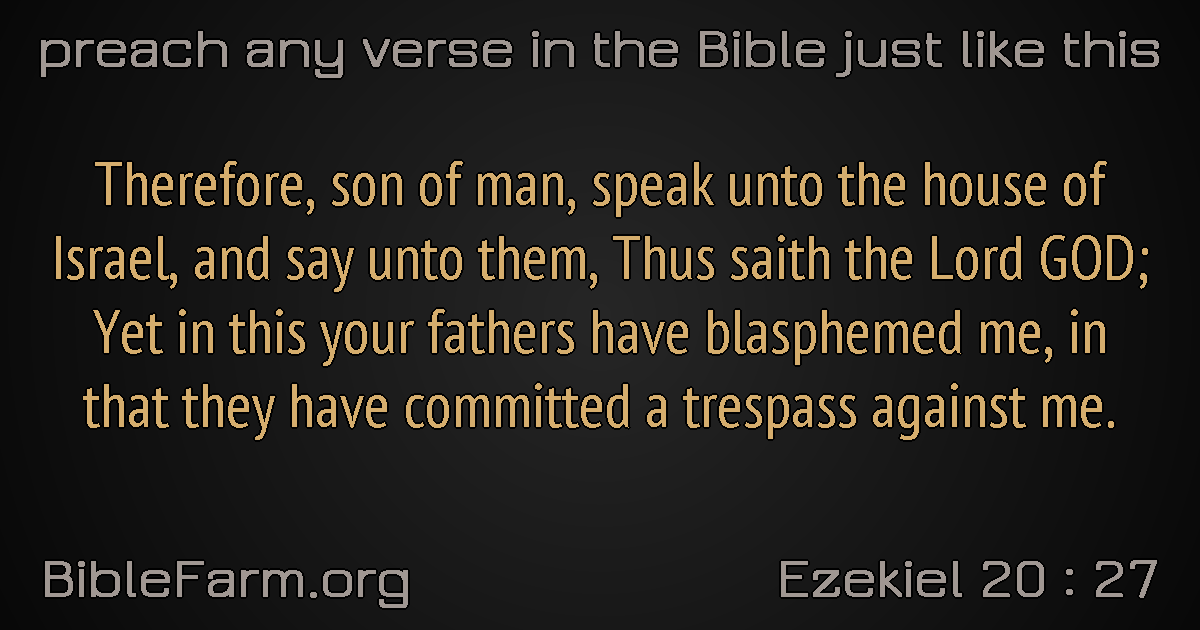 preach any verse in the Bible just like this
Therefore, son of man, speak unto the house of
Israel, and say unto them, Thus saith the Lord GOD;
Yet in this your fathers have blasphemed me, in
that they have committed a trespass against me.
BibleFarm.org
Ezekiel 20 : 27